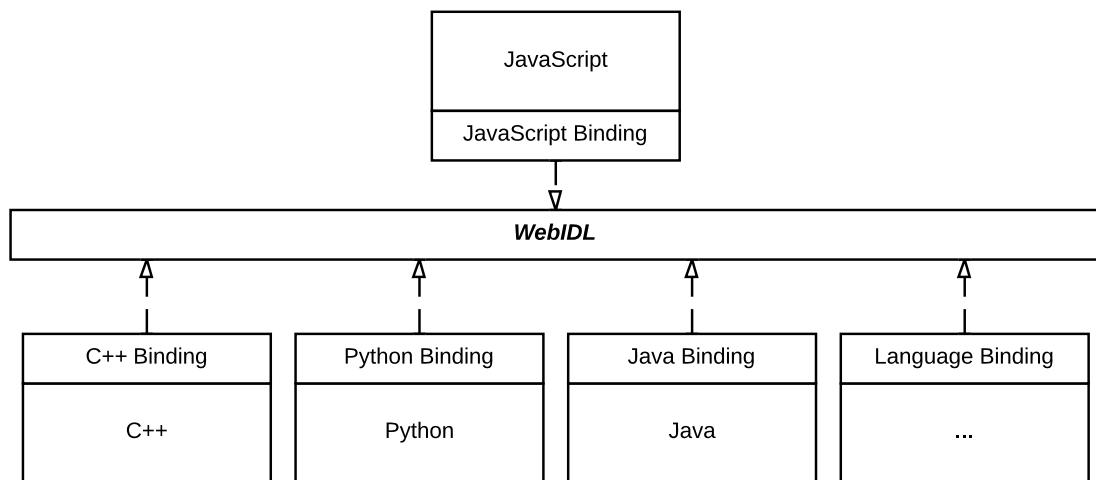 JavaScript
JavaScript Binding
WebIDL
C++ Binding
Python Binding
Java Binding
Language Binding
C++
Python
Java
...